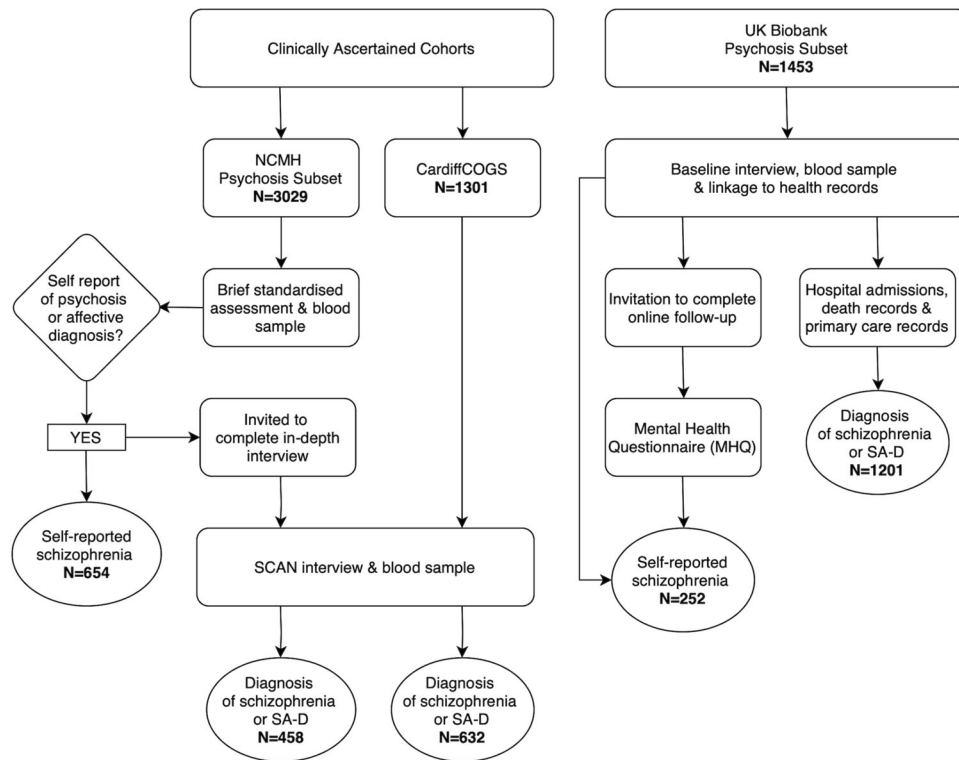 Clinically Ascertained Cohorts
UK Biobank
Psychosis Subset
N=1453
NCMH
Psychosis Subset
N=3029
CardiffCOGS
N=1301
Baseline interview, blood sample
& linkage to health records
Self report
of psychosis
or affective
diagnosis?
Brief standardised
assessment & blood
sample
Invitation to complete
online follow-up
Hospital admissions,
death records &
primary care records
YES
Invited to
complete in-depth
interview
Mental Health
Questionnaire (MHQ)
Diagnosis
of schizophrenia
or SA-D
N=1201
Self-reported
schizophrenia
N=654
SCAN interview & blood sample
Self-reported
schizophrenia
N=252
Diagnosis
of schizophrenia
or SA-D
N=458
Diagnosis
of schizophrenia
or SA-D
N=632